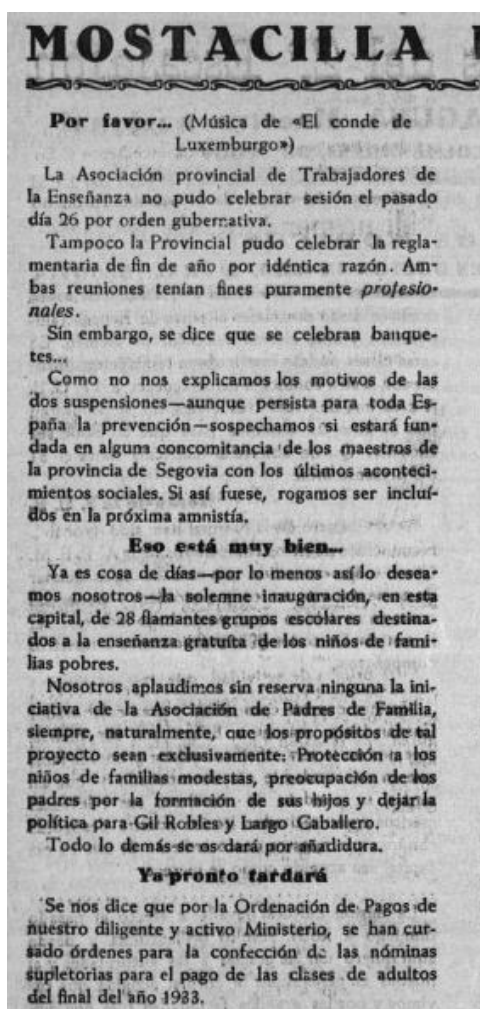 MOSTACILLA
Por favor... (Música de «El conde de
Luxemburgo»)
La Asociación provincial de Trabajadores de
la Enseñanza no pudo celebrar sesión el pasado
día 26 por orden gubernativa.
Tampoco la Provincial pudo celebrar la regla-
mentaria de fin de año por idéntica razón. Am-
bas reuniones tenían fines puramente profesio-
nales.
Sin embargo, se dice que se celebran banque-
tes...
Como no nos explicamos los motivos de las
dos suspensiones—aunque persista para toda Es-
paña la prevención—sospechamos si estará fun-
dada en alguna concomitancia de los maestros de
la provincia de Segovia con los últimos aconteci-
mientos sociales. Si así fuese, rogamos ser incluí-
dos en la próxima amnistía.
Eso está muy bien...
Ya es cosa de días—por lo menos así lo desea-
mos nosotros—la solemne inauguración, en esta
capital, de 28 flamantes grupos escolares destina-
dos a la enseñanza gratuíta de los niños de fami-
lias pobres.
Nosotros aplaudimos sin reserva ninguna la ini-
ciativa de la Asociación de Padres de Familia,
siempre, naturalmente, que los propósitos de tal
proyecto sean exclusivamente: Protección a los
niños de familias modestas, preocupación de los
padres por la formación de sus hijos y dejar la
política para Gil Robles y Largo Caballero.
Todo lo demás se os dará por añadidura.
Ya pronto tardará
Se nos dice que por la Ordenación de Pagos de
nuestro diligente y activo Ministerio, se han cur-
sado órdenes para la confección de las nóminas
supletorias para el pago de las clases de adultos
del final del año 1933.